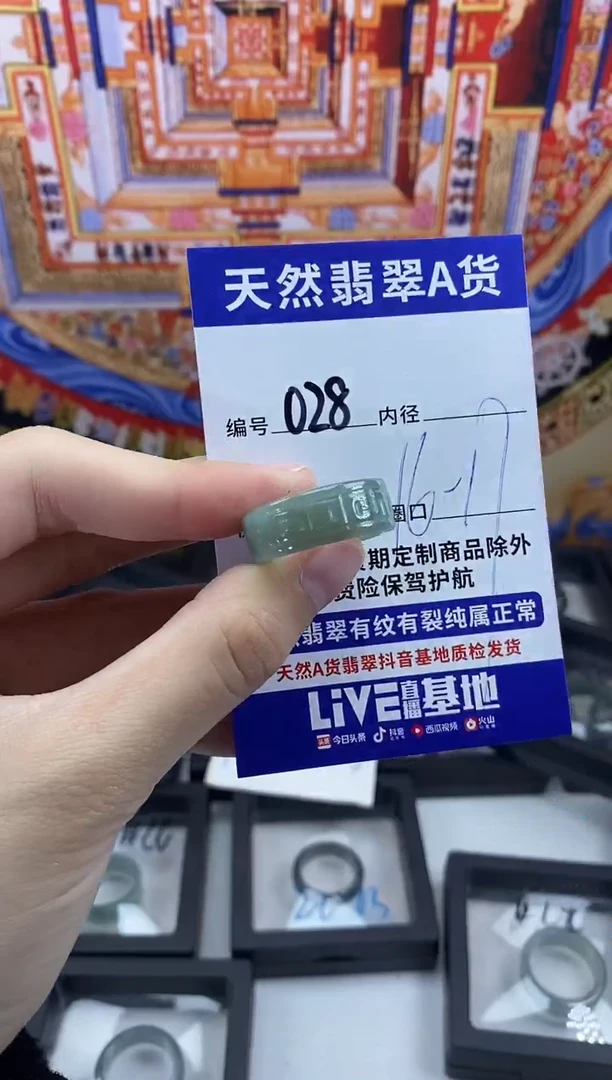 天然翡翠A货
编号 028 内径
16-17
圈口
期定制商品除外
货险保驾护航
翡翠有纹有裂纯属正常
天然A货翡翠抖音基地质检发货
LiVE直播基地
头条 今日头条 抖音 西瓜视频 火山